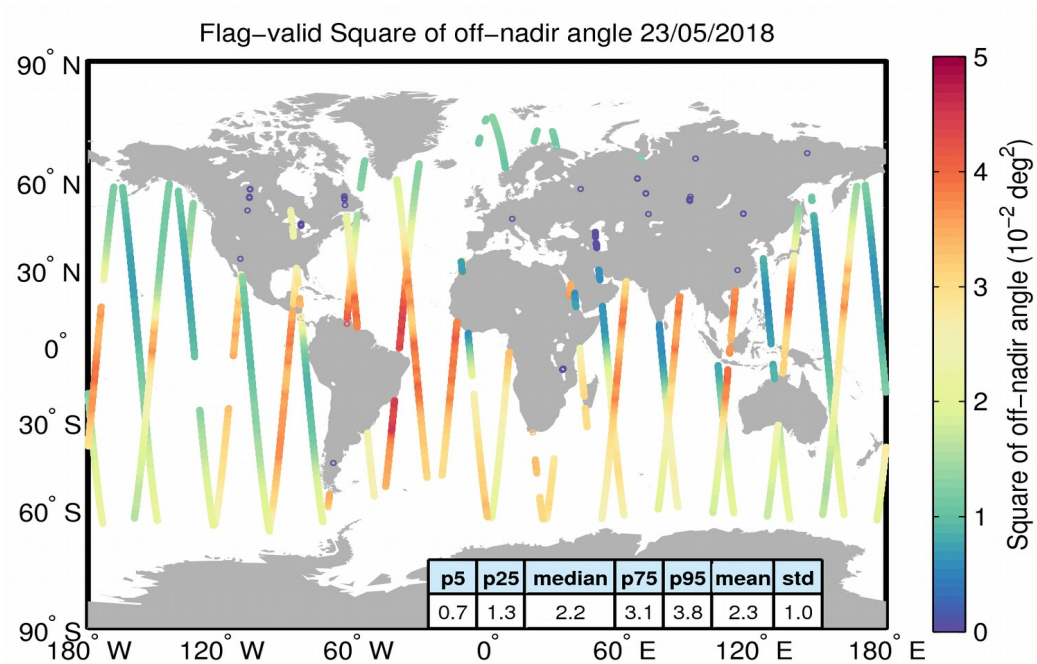 Flag−valid Square of off−nadir angle 23/05/2018
90° N
60° N
30° N
0°
30° S
60° S
90° S
180° W
120° W
60° W
0°
60° E
120° E
180° E
5
4
3
2
1
0
Square of off−nadir angle (10⁻² deg²)
p5 p25 median p75 p95 mean std
0.7 1.3 2.2 3.1 3.8 2.3 1.0